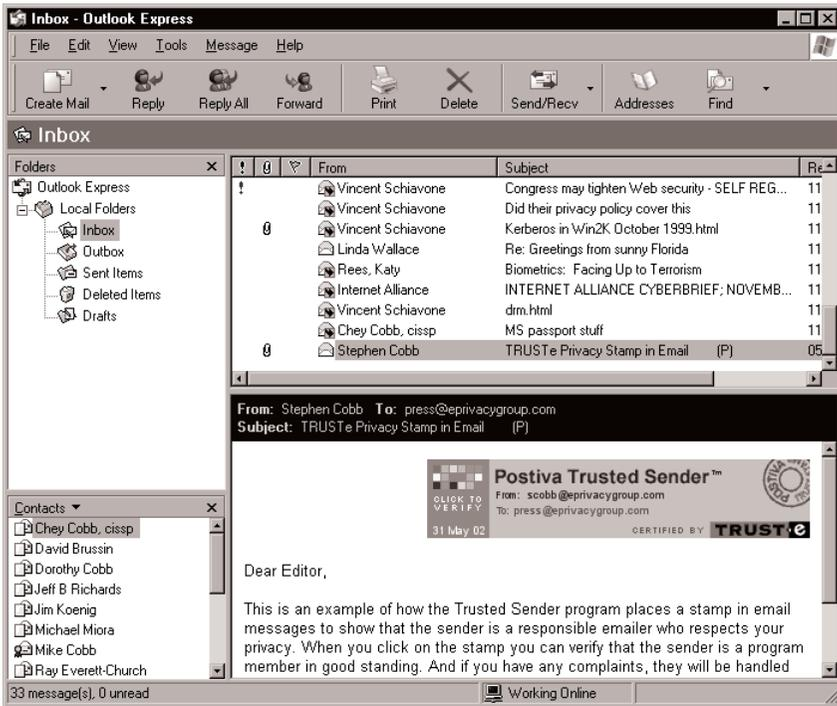 Inbox - Outlook Express
File Edit View Tools Message Help
Create Mail Reply Reply All Forward Print Delete Send/Recv Addresses Find
Inbox
Folders
Outlook Express
Local Folders
Inbox
Outbox
Sent Items
Deleted Items
Drafts
! From Subject Re
! Vincent Schiavone Congress may tighten Web security - SELF REG... 11
Vincent Schiavone Did their privacy policy cover this 11
Vincent Schiavone Kerberos in Win2K October 1999.html 11
Linda Wallace Re: Greetings from sunny Florida 11
Rees, Katy Biometrics: Facing Up to Terrorism 11
Internet Alliance INTERNET ALLIANCE CYBERBRIEF; NOVEMB... 11
Vincent Schiavone drm.html 11
Chey Cobb, cissp MS passport stuff 11
Stephen Cobb TRUSTe Privacy Stamp in Email (P) 05
From: Stephen Cobb To: press@eprivacygroup.com
Subject: TRUSTe Privacy Stamp in Email (P)
CLICK TO
VERIFY
31 May 02
Postiva Trusted Sender™
From: scobb@eprivacygroup.com
To: press@eprivacygroup.com
CERTIFIED BY TRUSTe
POSTIVA
Dear Editor,
This is an example of how the Trusted Sender program places a stamp in email
messages to show that the sender is a responsible emailer who respects your
privacy. When you click on the stamp you can verify that the sender is a program
member in good standing. And if you have any complaints, they will be handled
Contacts
Chey Cobb, cissp
David Brussin
Dorothy Cobb
Jeff B Richards
Jim Koenig
Michael Miora
Mike Cobb
Ray Everett-Church
33 message(s), 0 unread
Working Online